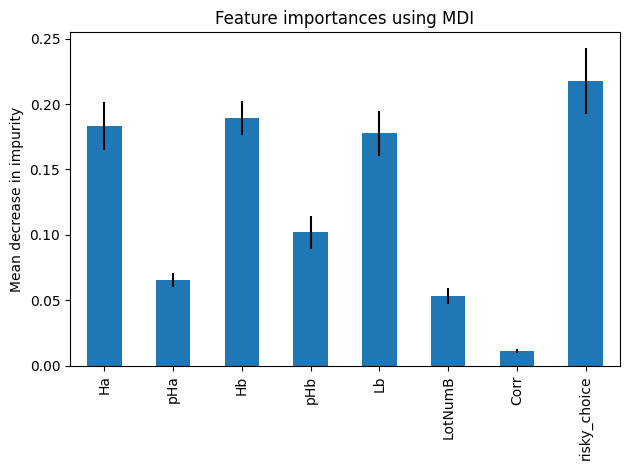 Feature importances using MDI
Mean decrease in impurity
0.25
0.20
0.15
0.10
0.05
0.00
Ha
pHa
Hb
pHb
Lb
LotNumB
Corr
risky_choice